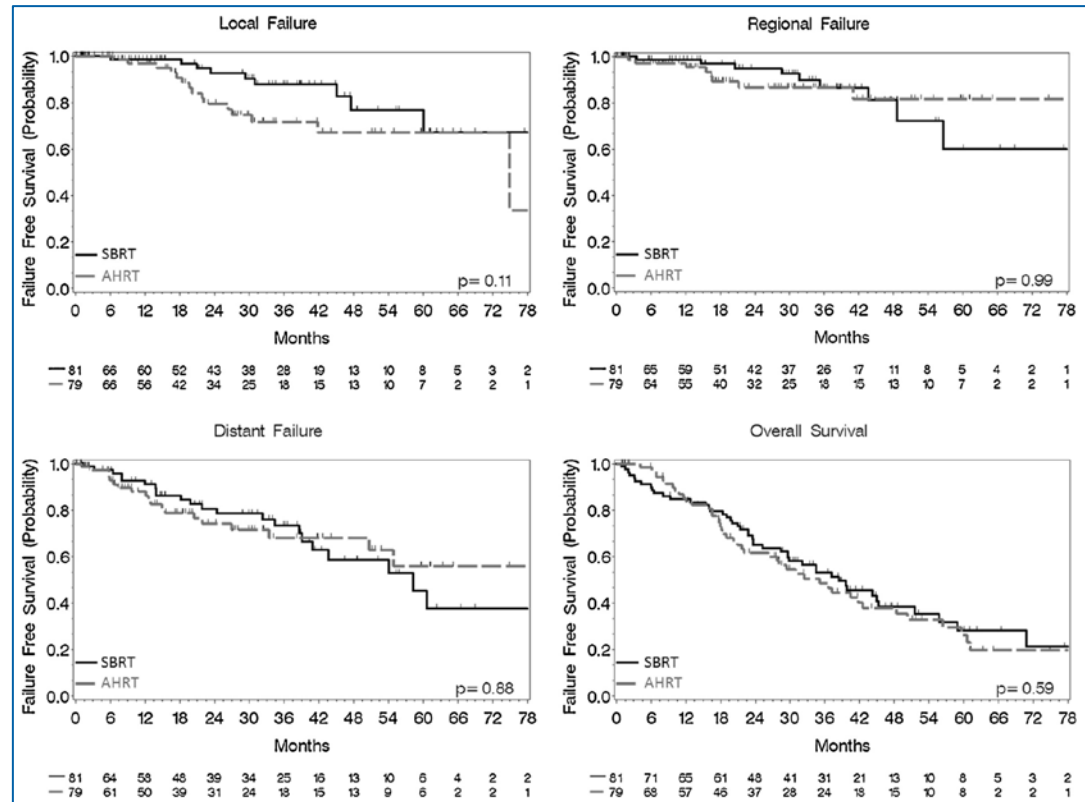 Local Failure
Failure Free Survival (Probability)
1.0
0.8
0.6
0.4
0.2
0.0
SBRT
AHRT
p= 0.11
0 6 12 18 24 30 36 42 48 54 60 66 72 78
Months
81 66 60 52 43 38 28 19 13 10 8 5 3 2
79 66 56 42 34 25 18 15 13 10 7 2 2 1
Regional Failure
Failure Free Survival (Probability)
1.0
0.8
0.6
0.4
0.2
0.0
SBRT
AHRT
p= 0.99
0 6 12 18 24 30 36 42 48 54 60 66 72 78
Months
81 65 59 51 42 37 26 17 11 8 5 4 2 1
79 64 55 40 32 25 18 15 13 10 7 2 2 1
Distant Failure
Failure Free Survival (Probability)
1.0
0.8
0.6
0.4
0.2
0.0
SBRT
AHRT
p= 0.88
0 6 12 18 24 30 36 42 48 54 60 66 72 78
Months
81 64 58 48 39 34 25 16 13 10 6 4 2 2
79 61 50 39 31 24 18 15 13 9 6 2 2 1
Overall Survival
Failure Free Survival (Probability)
1.0
0.8
0.6
0.4
0.2
0.0
SBRT
AHRT
p= 0.59
0 6 12 18 24 30 36 42 48 54 60 66 72 78
Months
81 71 65 61 48 41 31 21 13 10 8 5 3 2
79 68 57 46 37 28 24 18 15 10 8 2 2 1